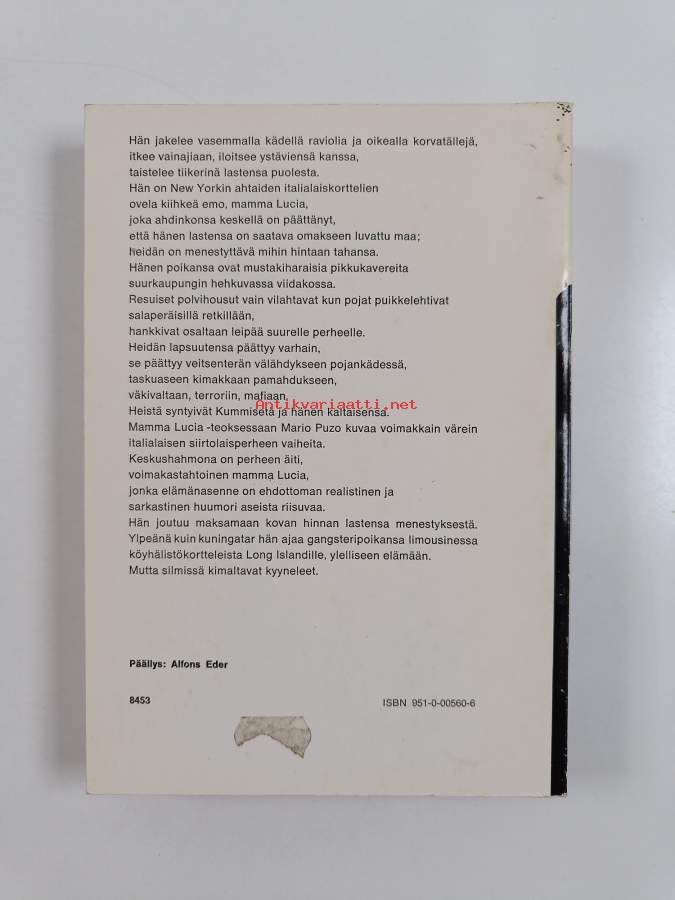 Hän jakelee vasemmalla kädellä raviolia ja oikealla korvatällejä,
itkee vainajiaan, iloitsee ystäviensä kanssa,
taistelee tiikerinä lastensa puolesta.
Hän on New Yorkin ahtaiden italialaiskorttelien
ovela kiihkeä emo, mamma Lucia,
joka ahdinkonsa keskellä on päättänyt,
että hänen lastensa on saatava omakseen luvattu maa;
heidän on menestyttävä mihin hintaan tahansa.
Hänen poikansa ovat mustakiharaisia pikkukavereita
suurkaupungin hehkuvassa viidakossa.
Resuiset polvihousut vain vilahtavat kun pojat puikkelehtivat
salaperäisillä retkillään,
hankkivat osaltaan leipää suurelle perheelle.
Heidän lapsuutensa päättyy varhain,
se päättyy veitsenterän välähdykseen pojankädessä,
taskuaseen kimakkaan pamahdukseen,
väkivaltaan, terroriin, mafiaan.
Antikvariaatti.net
Heistä syntyivät Kummisetä ja hänen kaltaisensa.
Mamma Lucia -teoksessaan Mario Puzo kuvaa voimakkain värein
italialaisen siirtolaisperheen vaiheita.
Keskushahmona on perheen äiti,
voimakastahtoinen mamma Lucia,
jonka elämänasenne on ehdottoman realistinen ja
sarkastinen huumori aseista riisuvaa.
Hän joutuu maksamaan kovan hinnan lastensa menestyksestä.
Ylpeänä kuin kuningatar hän ajaa gangsteripoikansa limousinessa
köyhälistökortteleista Long Islandille, ylelliseen elämään.
Mutta silmissä kimaltavat kyyneleet.
Päällys: Alfons Eder
8453
ISBN 951-0-00560-6